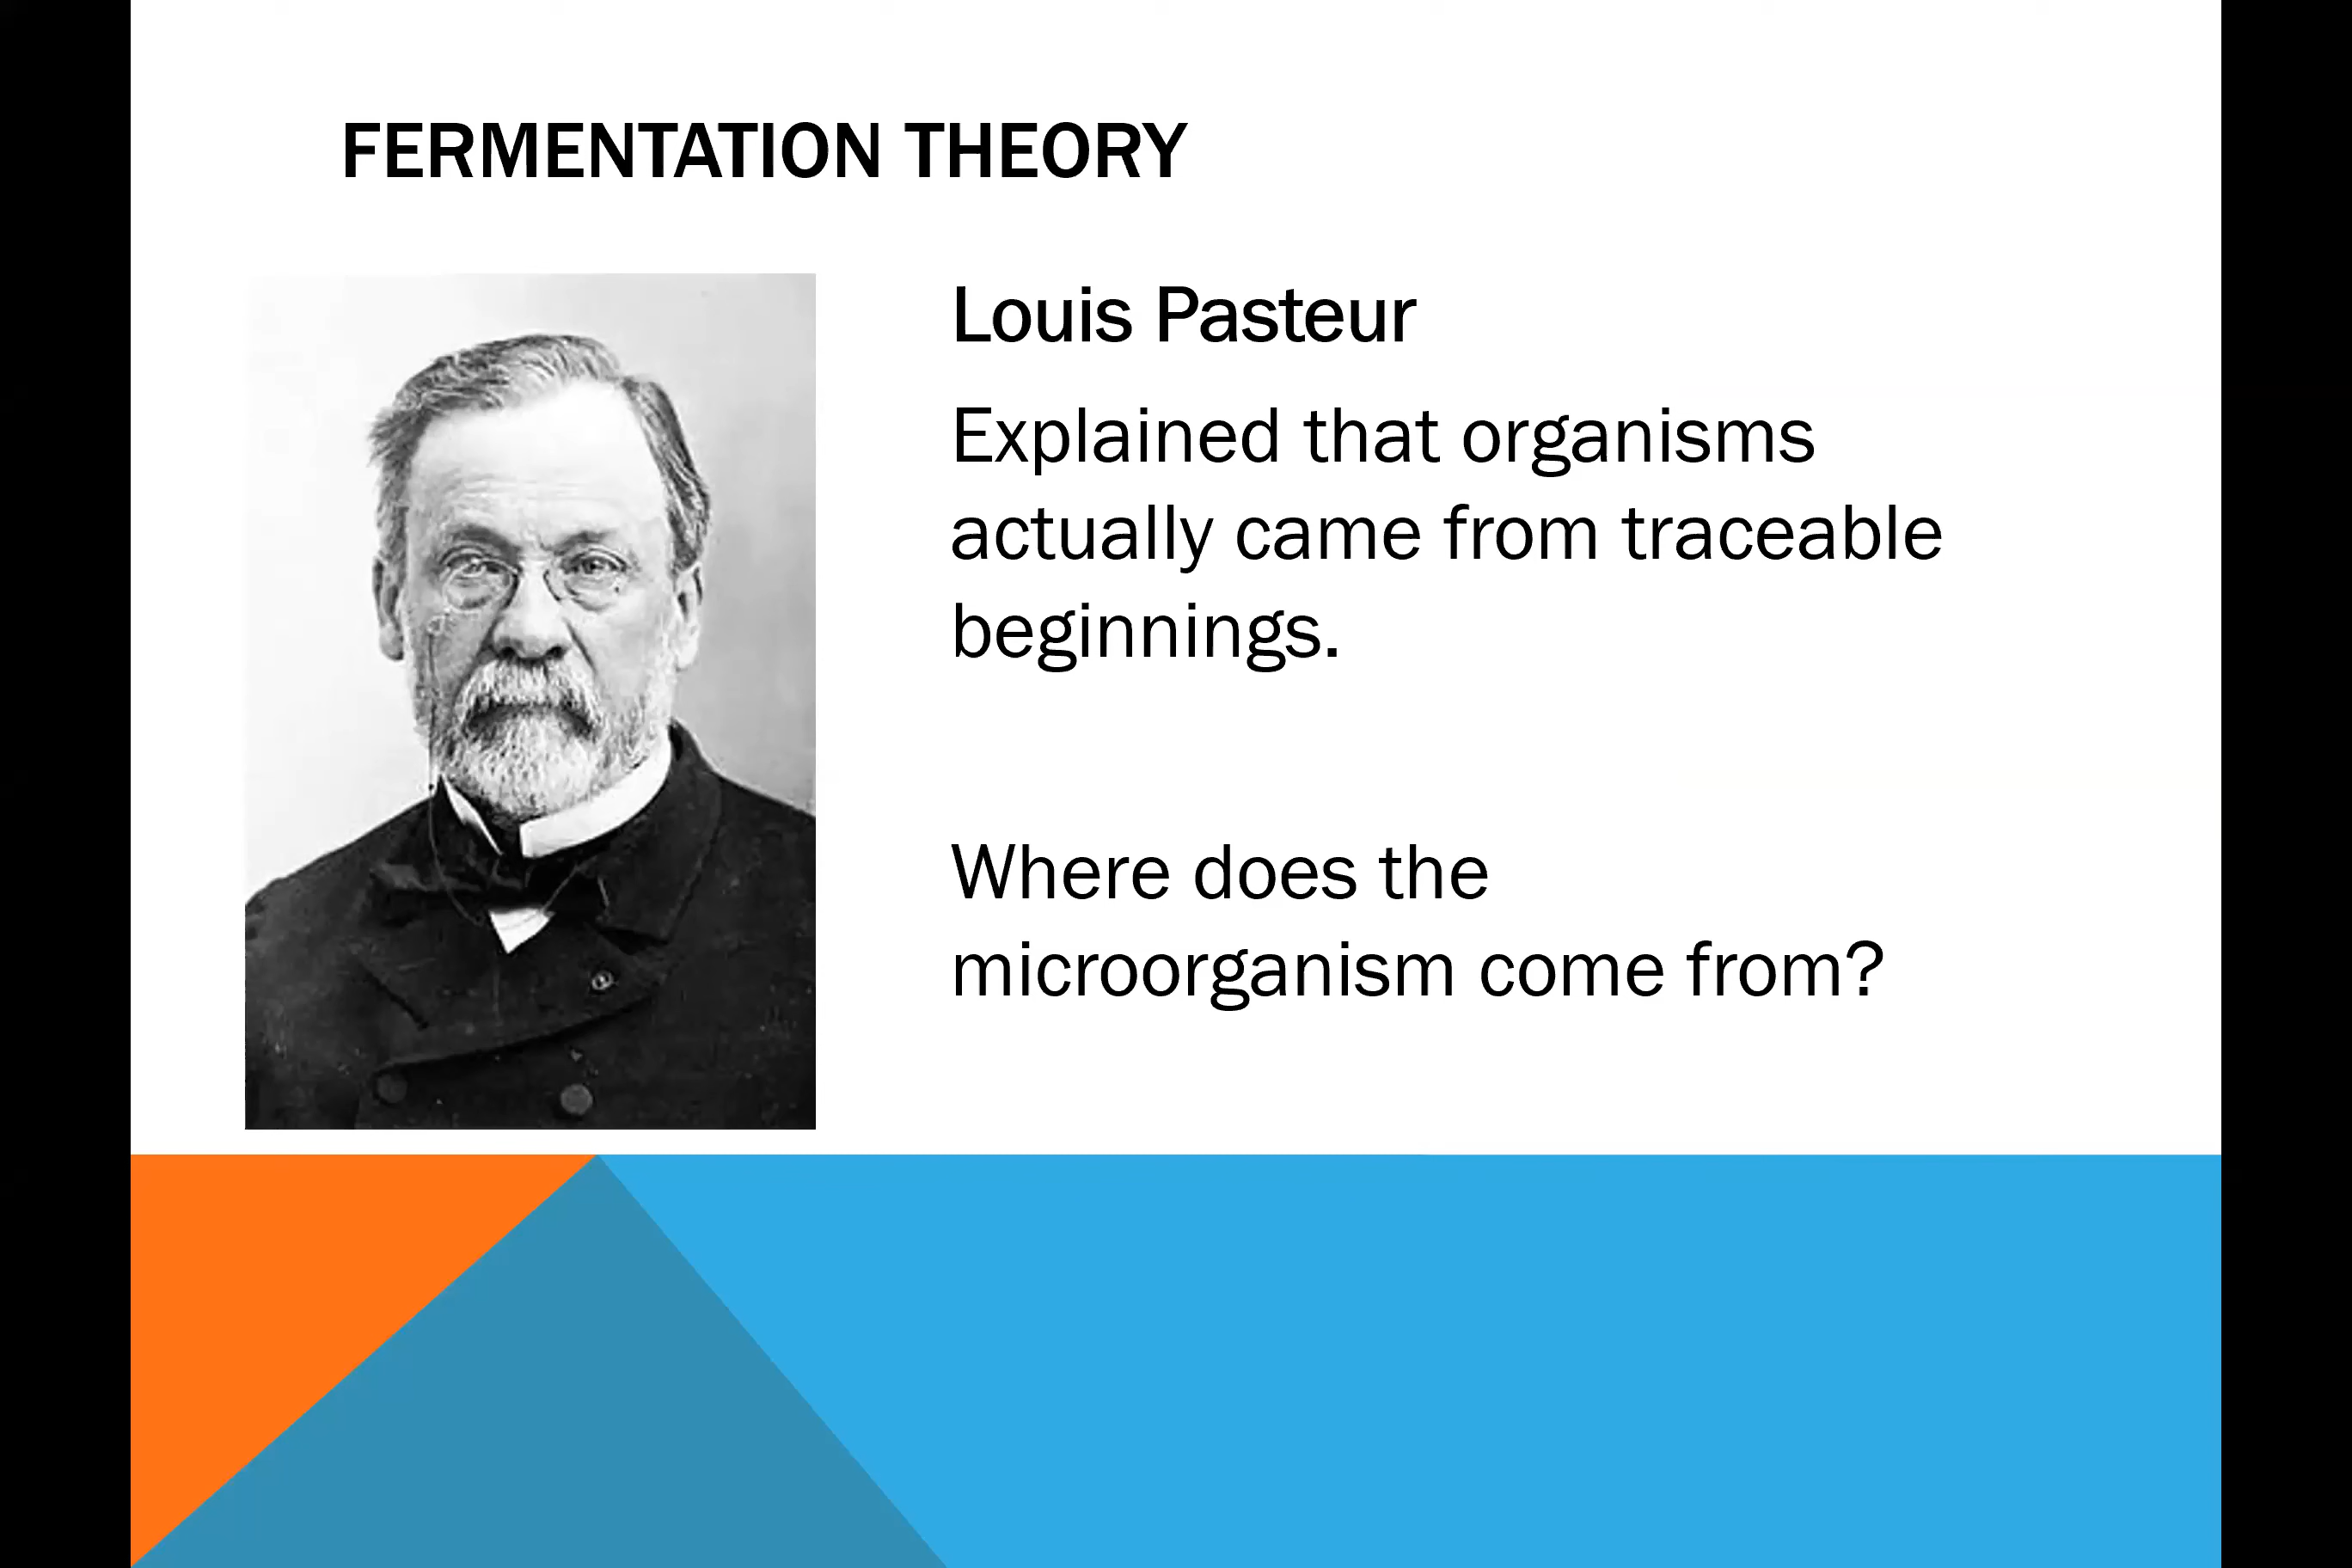 FERMENTATION THEORY
Louis Pasteur
Explained that organisms
actually came from traceable
beginnings.
Where does the
microorganism come from?